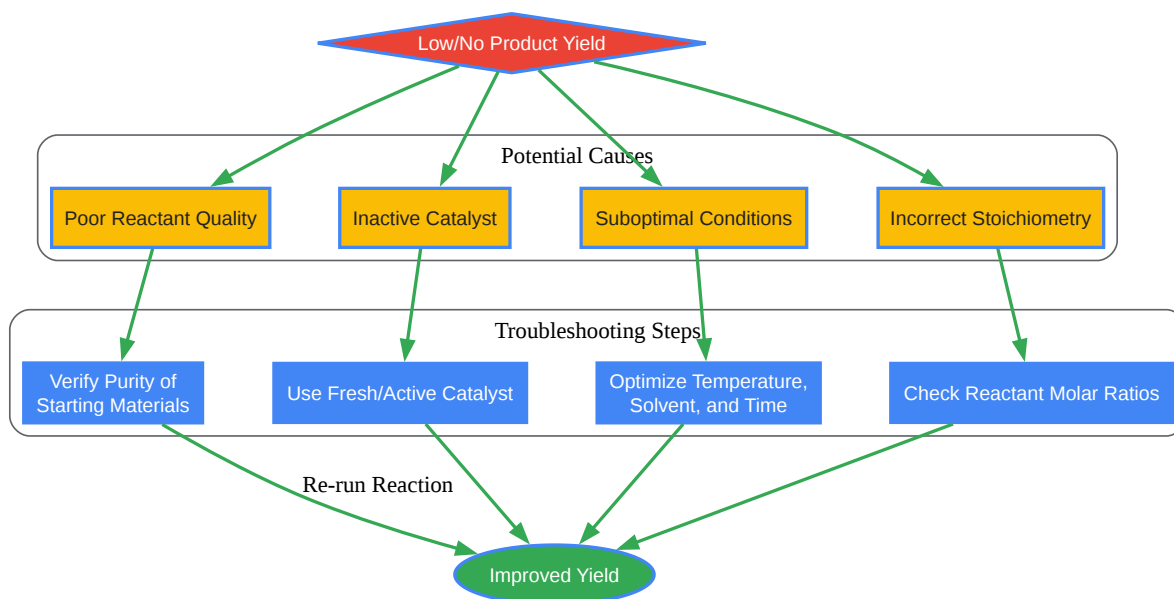 Low/No Product Yield
Potential Causes
Poor Reactant Quality
Inactive Catalyst
Suboptimal Conditions
Incorrect Stoichiometry
Troubleshooting Steps
Verify Purity of
Starting Materials
Use Fresh/Active Catalyst
Optimize Temperature,
Solvent, and Time
Check Reactant Molar Ratios
Re-run Reaction
Improved Yield